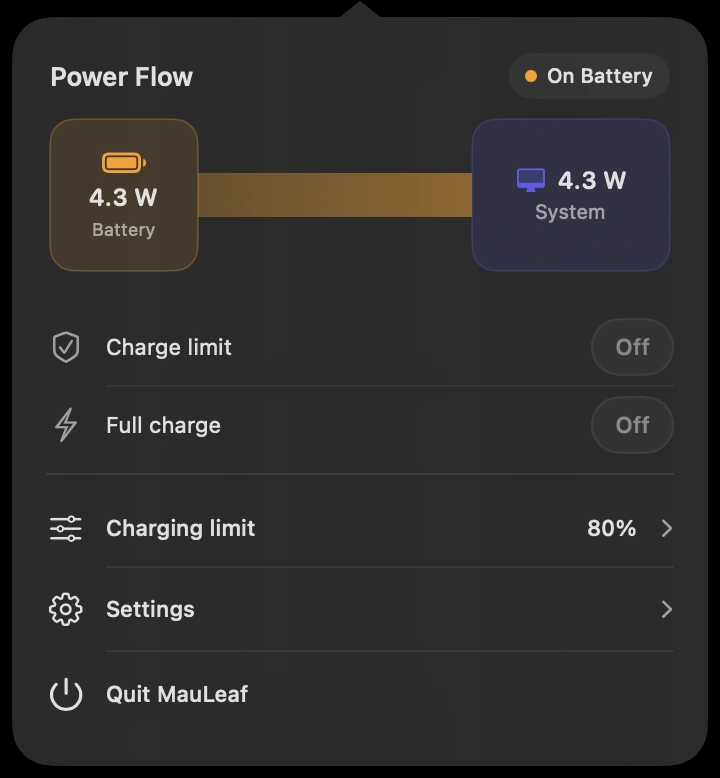 Power Flow
On Battery
4.3 W
Battery
4.3 W
System
Charge limit
Off
Full charge
Off
Charging limit
80%
Settings
Quit MauLeaf